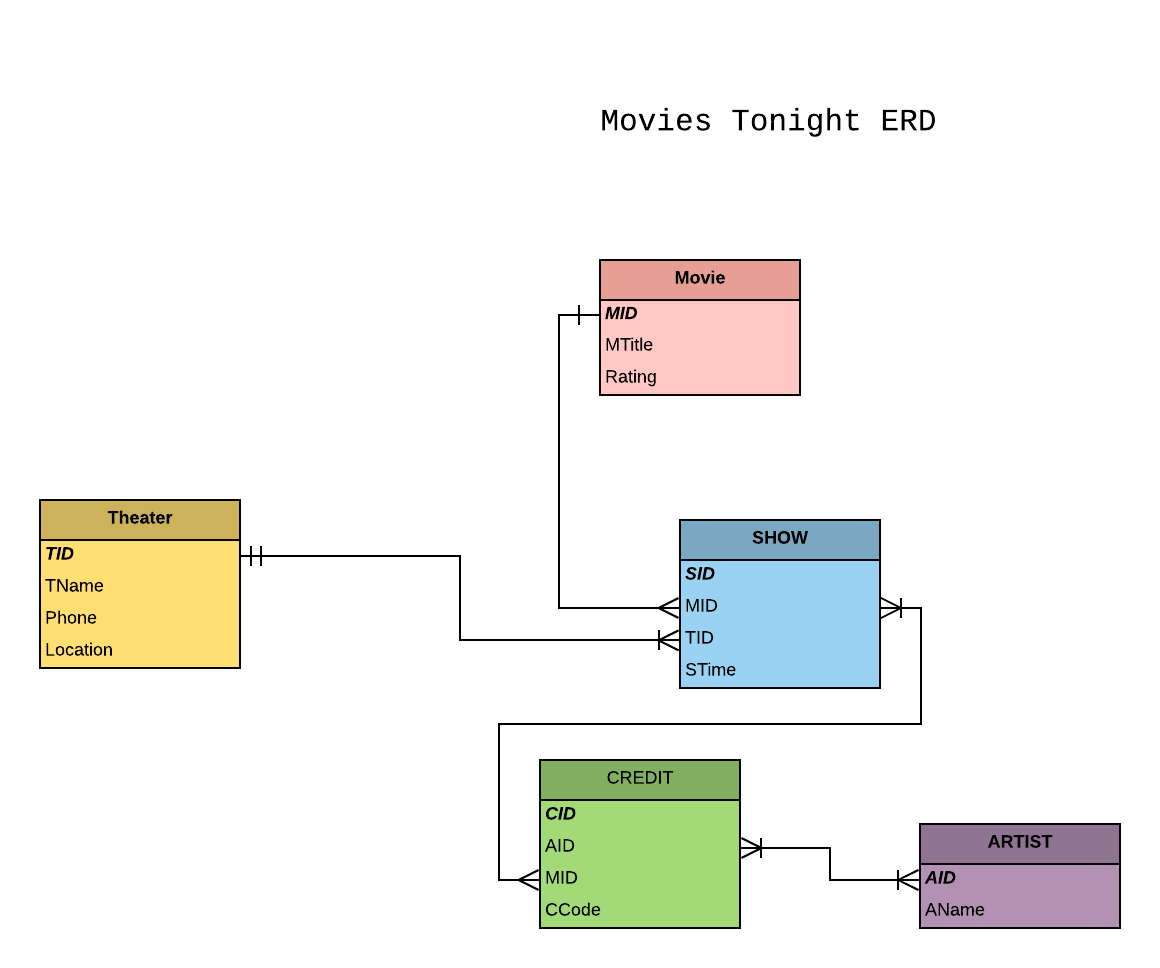 Movies Tonight ERD
Movie
MID
MTitle
Rating
Theater
TID
TName
Phone
Location
SHOW
SID
MID
TID
STime
CREDIT
CID
AID
MID
CCode
ARTIST
AID
AName